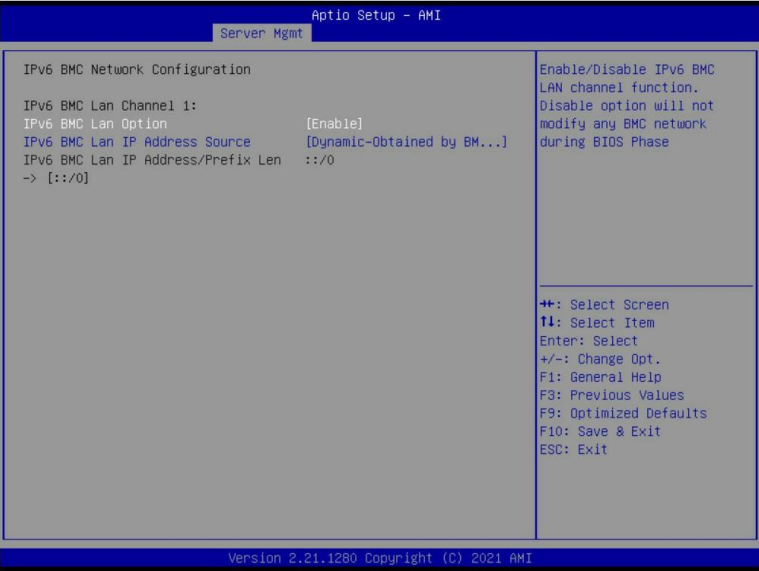 Aptio Setup – AMI
Server Mgmt
IPv6 BMC Network Configuration
IPv6 BMC Lan Channel 1:
IPv6 BMC Lan Option [Enable]
IPv6 BMC Lan IP Address Source [Dynamic-Obtained by BM...]
IPv6 BMC Lan IP Address/Prefix Len ::/0
-> [::/0]
Enable/Disable IPv6 BMC
LAN channel function.
Disable option will not
modify any BMC network
during BIOS Phase
→←: Select Screen
↑↓: Select Item
Enter: Select
+/-: Change Opt.
F1: General Help
F3: Previous Values
F9: Optimized Defaults
F10: Save & Exit
ESC: Exit
Version 2.21.1280 Copyright (C) 2021 AMI